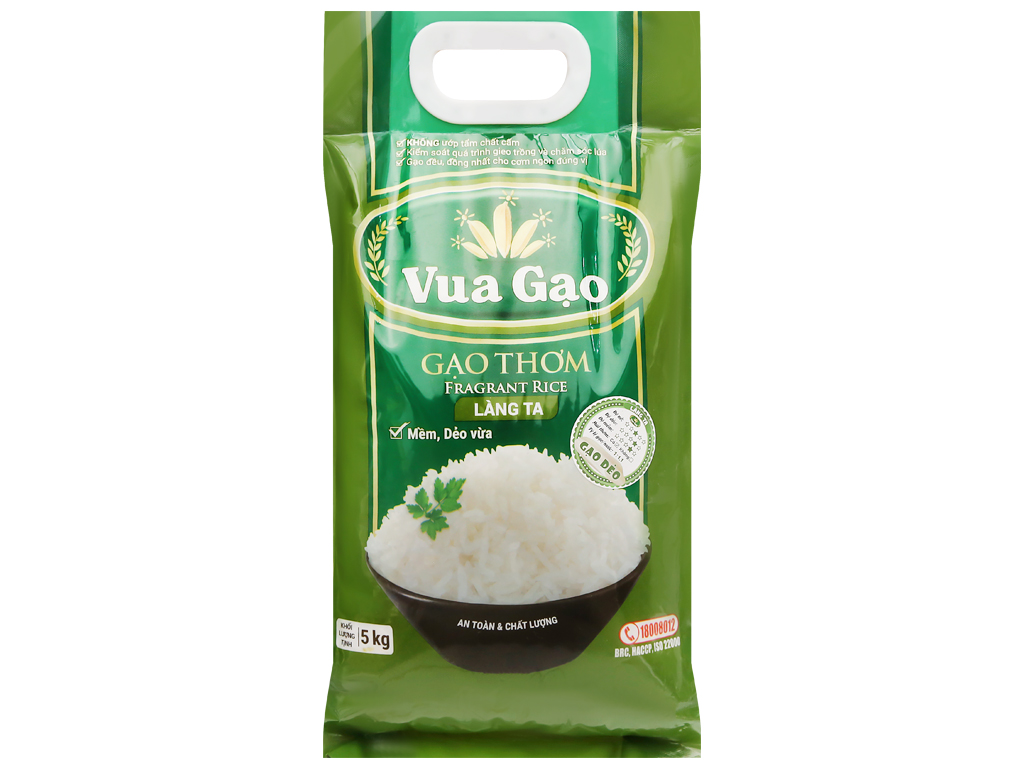 KHÔNG ướp tẩm chất cấm
Kiểm soát quá trình gieo trồng và chăm sóc lúa
Gạo đều, đồng nhất cho cơm ngon đúng vị
Vua Gạo
GẠO THƠM
FRAGRANT RICE
LÀNG TA
Mềm, Dẻo vừa
GẠO DẺO
AN TOÀN & CHẤT LƯỢNG
KHỐI
LƯỢNG
TỊNH
5 kg
18008012
BRC, HACCP, ISO 22000